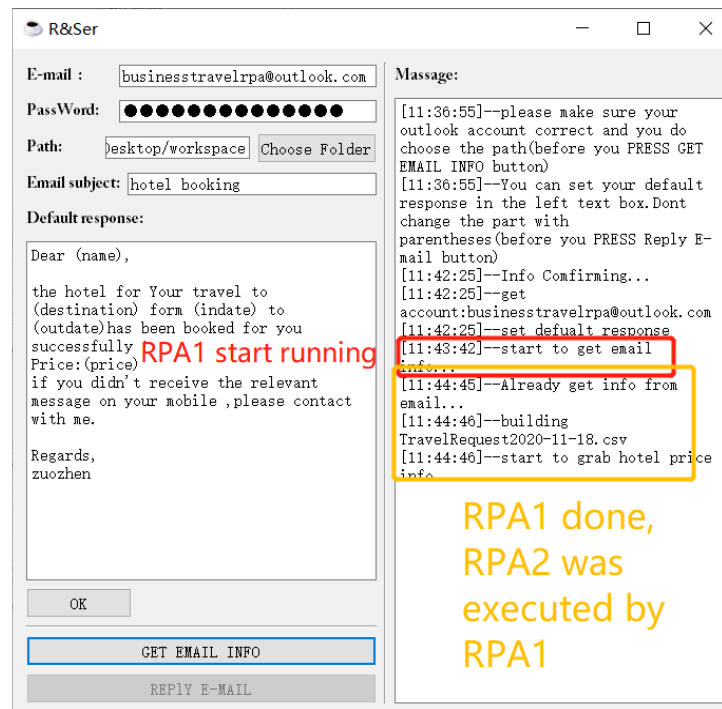 R&Ser
E-mail :
businesstravelrpa@outlook.com
PassWord:
Path:
Desktop/workspace
Choose Folder
Email subject:
hotel booking
Default response:
Dear (name),
the hotel for Your travel to
(destination) form (indate) to
(outdate)has been booked for you
successfully
Price:(price)
if you didn't receive the relevant
message on your mobile ,please contact
with me.
Regards,
zuozhen
RPA1 start running
OK
GET EMAIL INFO
REPlY E-MAIL
Massage:
[11:36:55]--please make sure your
outlook account correct and you do
choose the path(before you PRESS GET
EMAIL INFO button)
[11:36:55]--You can set your default
response in the left text box.Dont
change the part with
parentheses(before you PRESS Reply E-
mail button)
[11:42:25]--Info Comfirming...
[11:42:25]--get
account:businesstravelrpa@outlook.com
[11:42:25]--set defualt response
[11:43:42]--start to get email
info...
[11:44:45]--Already get info from
email...
[11:44:46]--building
TravelRequest2020-11-18.csv
[11:44:46]--start to grab hotel price
info
RPA1 done,
RPA2 was
executed by
RPA1